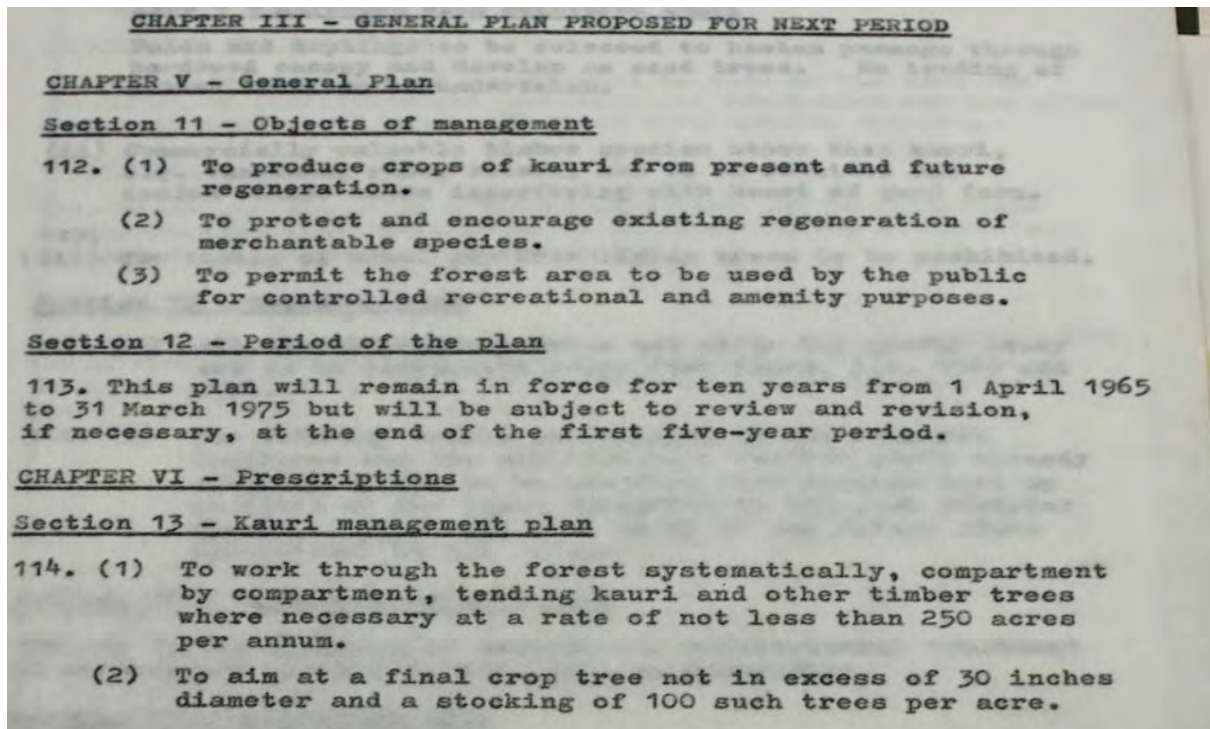 CHAPTER III - GENERAL PLAN PROPOSED FOR NEXT PERIOD
CHAPTER V - General Plan
Section 11 - Objects of management
112. (1) To produce crops of kauri from present and future
regeneration.
(2) To protect and encourage existing regeneration of
merchantable species.
(3) To permit the forest area to be used by the public
for controlled recreational and amenity purposes.
Section 12 - Period of the plan
113. This plan will remain in force for ten years from 1 April 1965
to 31 March 1975 but will be subject to review and revision,
if necessary, at the end of the first five-year period.
CHAPTER VI - Prescriptions
Section 13 - Kauri management plan
114. (1) To work through the forest systematically, compartment
by compartment, tending kauri and other timber trees
where necessary at a rate of not less than 250 acres
per annum.
(2) To aim at a final crop tree not in excess of 30 inches
diameter and a stocking of 100 such trees per acre.